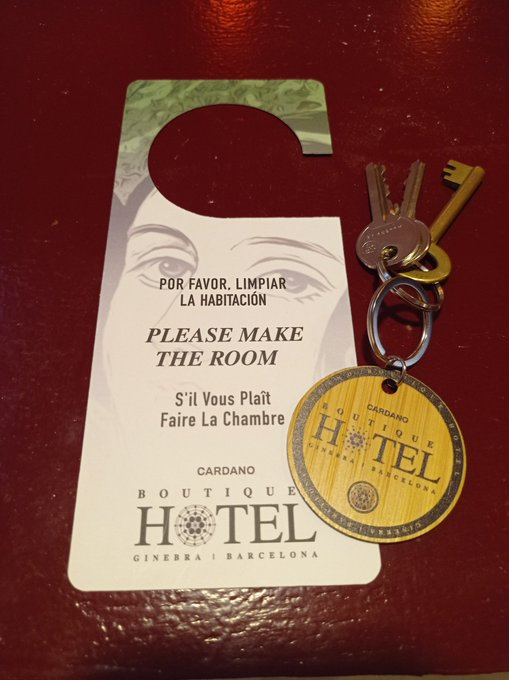 POR FAVOR, LIMPIAR
LA HABITACIÓN
PLEASE MAKE
THE ROOM
S'il Vous Plaît
Faire La Chambre
CARDANO
BOUTIQUE
HOTEL
GINEBRA | BARCELONA
CARDANO
BOUTIQUE
HOTEL
GINEBRA | BARCELONA